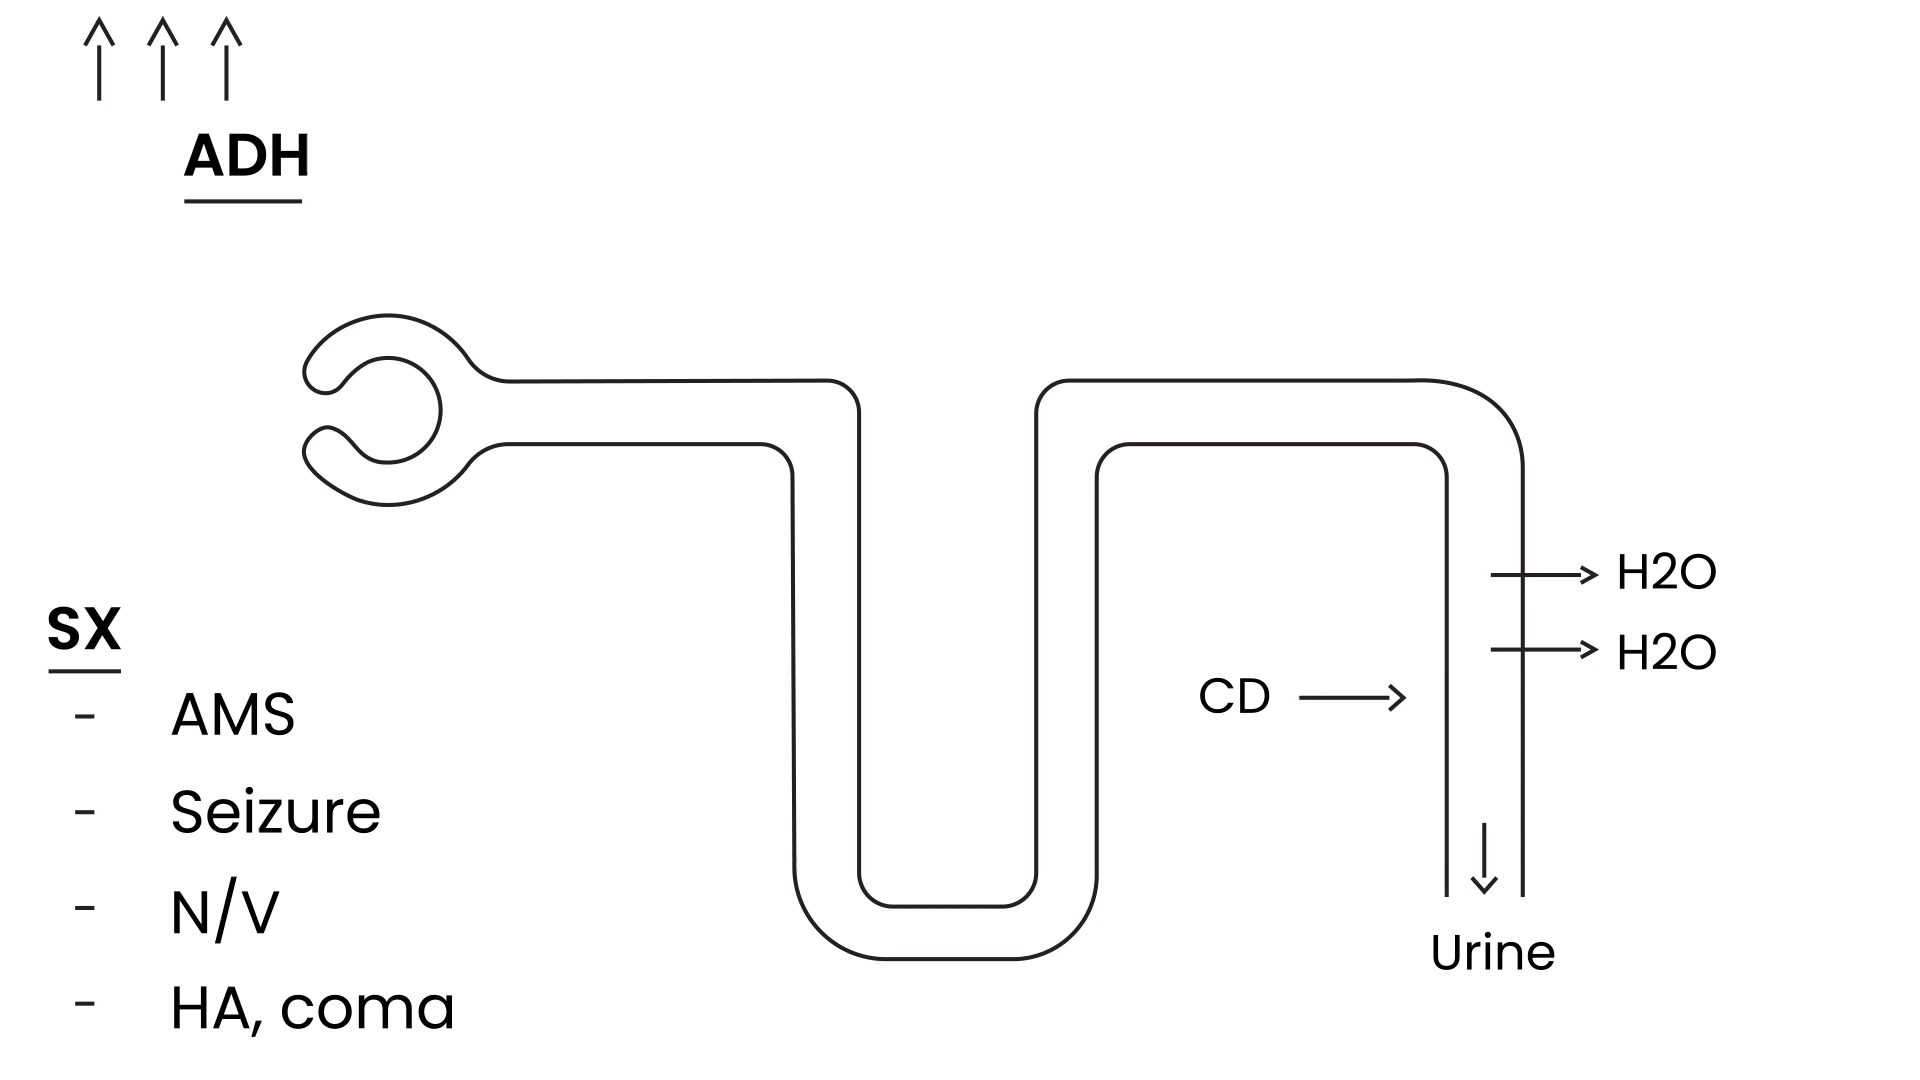 ADH
SX
- AMS
- Seizure
- N/V
- HA, coma
H2O
H2O
CD
Urine